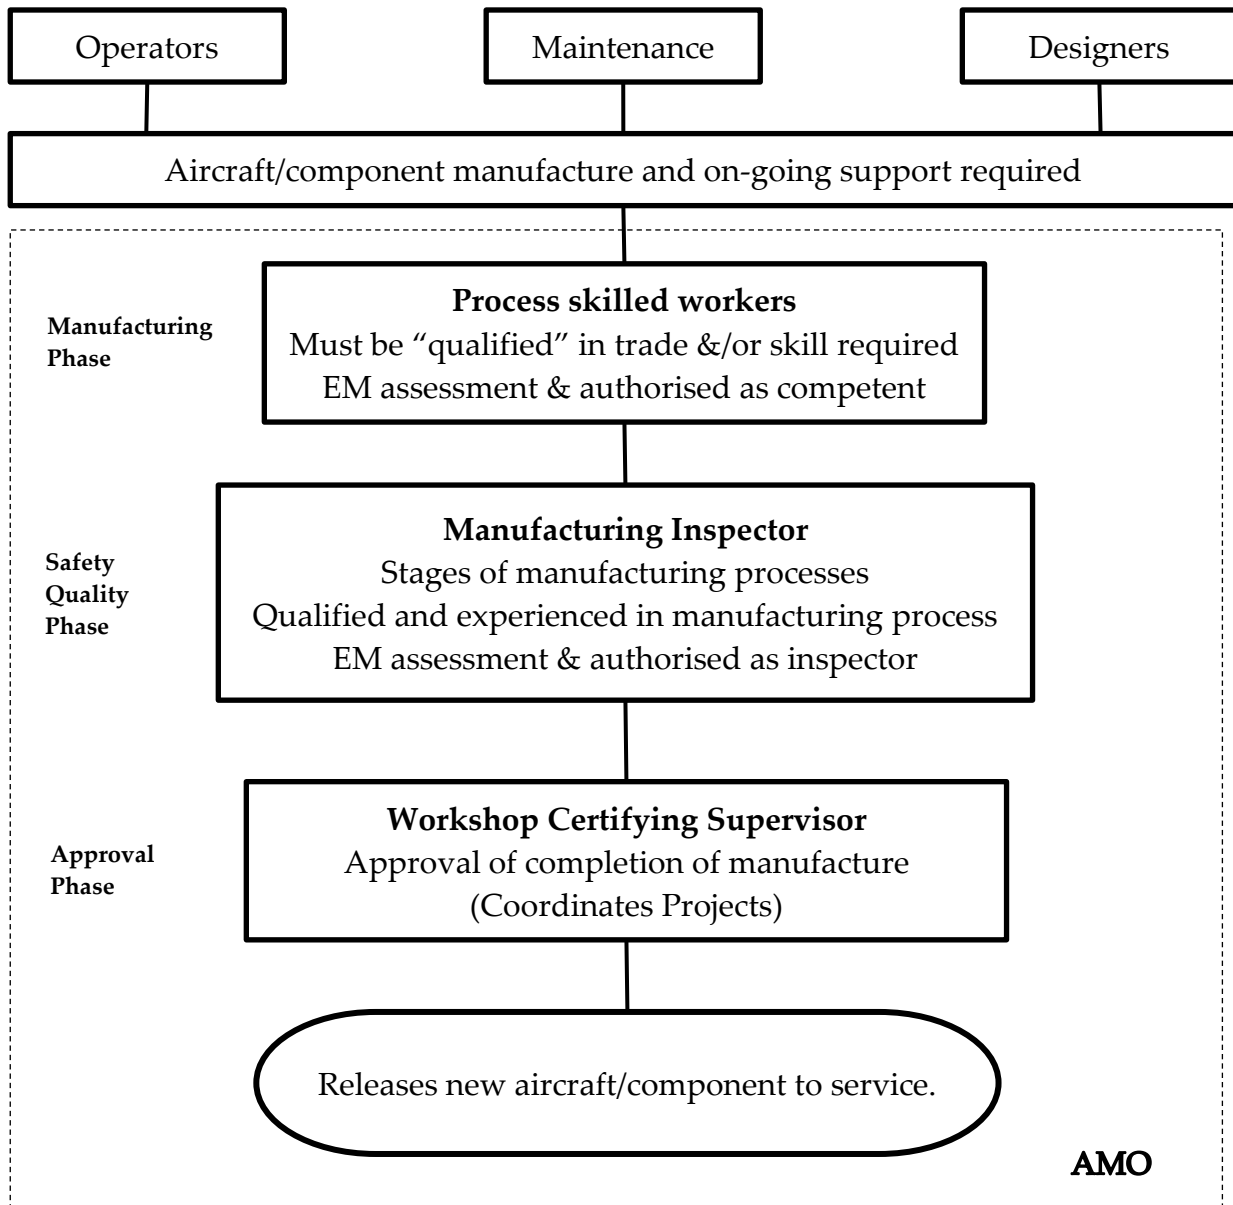 Operators
Maintenance
Designers
Aircraft/component manufacture and on-going support required
Manufacturing
Phase
Process skilled workers
Must be “qualified” in trade &/or skill required
EM assessment & authorised as competent
Safety
Quality
Phase
Manufacturing Inspector
Stages of manufacturing processes
Qualified and experienced in manufacturing process
EM assessment & authorised as inspector
Approval
Phase
Workshop Certifying Supervisor
Approval of completion of manufacture
(Coordinates Projects)
Releases new aircraft/component to service.
AMO